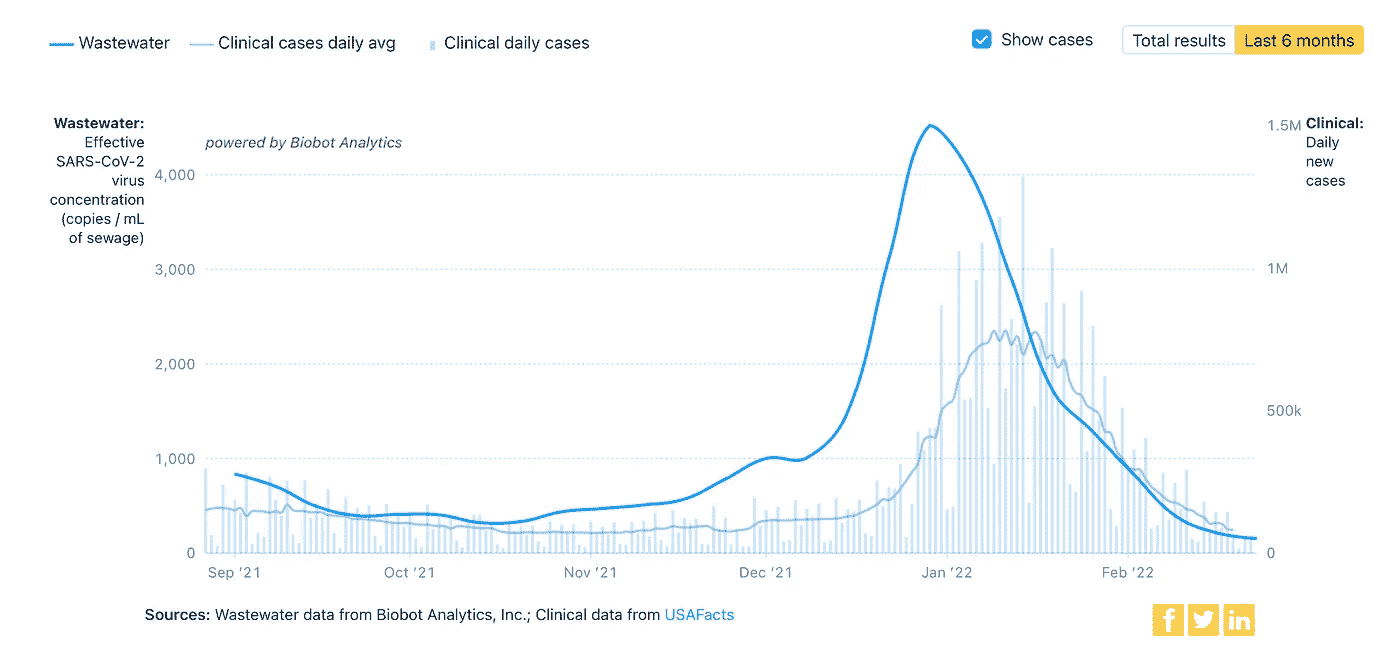 Wastewater
Clinical cases daily avg
Clinical daily cases
Show cases
Total results
Last 6 months
Wastewater:
Effective
SARS-CoV-2
virus
concentration
(copies / mL
of sewage)
powered by Biobot Analytics
4,000
3,000
2,000
1,000
0
1.5M
1M
500k
0
Clinical:
Daily
new
cases
Sep '21
Oct '21
Nov '21
Dec '21
Jan '22
Feb '22
Sources: Wastewater data from Biobot Analytics, Inc.; Clinical data from USAFacts
f
in